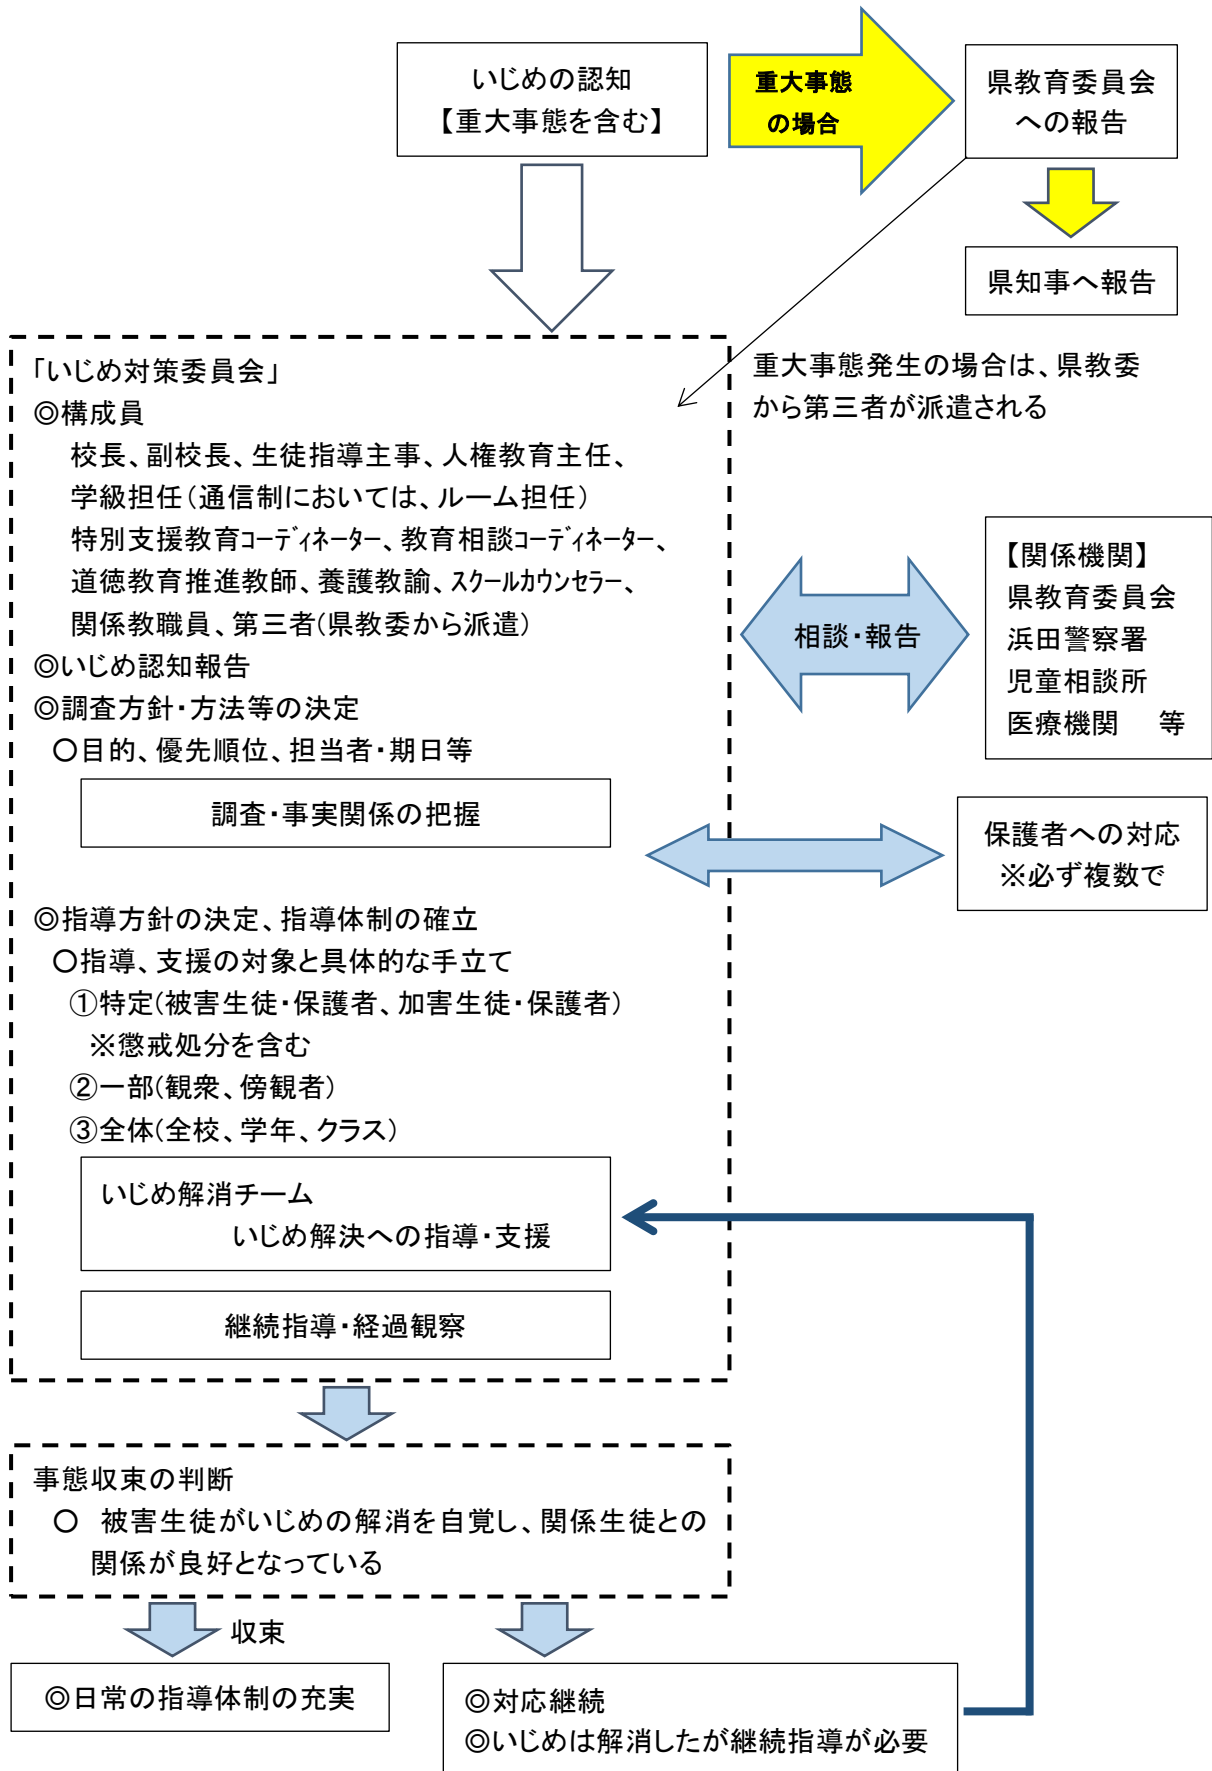 いじめの認知
【重大事態を含む】
重大事態
の場合
県教育委員会
への報告
県知事へ報告
「いじめ対策委員会」
◎構成員
校長、副校長、生徒指導主事、人権教育主任、
学級担任（通信制においては、ルーム担任）
特別支援教育ｺｰﾃﾞｨﾈｰﾀｰ、教育相談ｺｰﾃﾞｨﾈｰﾀｰ、
道徳教育推進教師、養護教諭、ｽｸｰﾙｶｳﾝｾﾗｰ、
関係教職員、第三者(県教委から派遣)
◎いじめ認知報告
◎調査方針・方法等の決定
○目的、優先順位、担当者・期日等
調査・事実関係の把握
◎指導方針の決定、指導体制の確立
○指導、支援の対象と具体的な手立て
①特定(被害生徒・保護者、加害生徒・保護者)
※懲戒処分を含む
②一部(観衆、傍観者)
③全体(全校、学年、クラス)
いじめ解消チーム
いじめ解決への指導・支援
継続指導・経過観察
重大事態発生の場合は、県教委
から第三者が派遣される
相談・報告
【関係機関】
県教育委員会
浜田警察署
児童相談所
医療機関　等
保護者への対応
※必ず複数で
事態収束の判断
○　被害生徒がいじめの解消を自覚し、関係生徒との
関係が良好となっている
収束
◎日常の指導体制の充実
◎対応継続
◎いじめは解消したが継続指導が必要